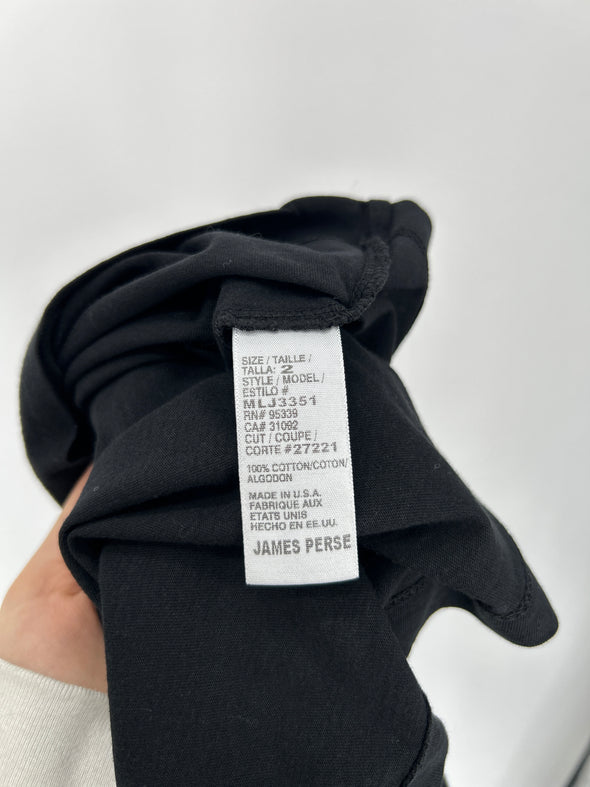 SIZE / TAILLE /
TALLA: 2
STYLE / MODEL /
ESTILO #
MLJ3351
RN# 95339
CA# 31092
CUT / COUPE /
CORTE #27221
100% COTTON/COTON/
ALGODON
MADE IN U.S.A.
FABRIQUE AUX
ETATS UNIS
HECHO EN EE.UU.
JAMES PERSE